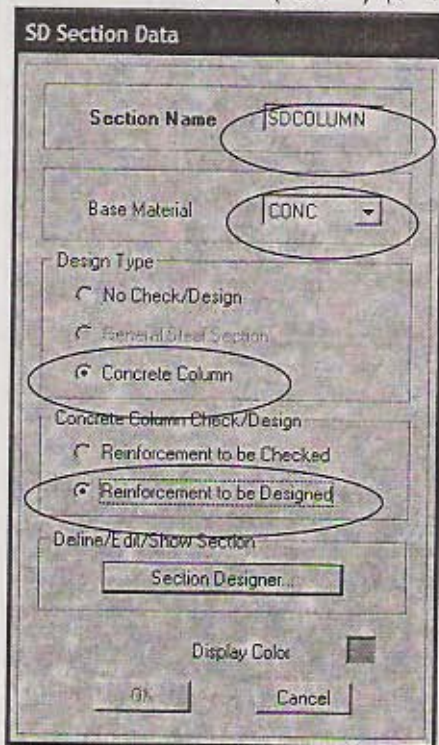 SD Section Data
Section Name SDCOLUMN
Base Material CONC
Design Type
No Check/Design
General Steel Section
Concrete Column
Concrete Column Check/Design
Reinforcement to be Checked
Reinforcement to be Designed
Define/Edit/Show Section
Section Designer...
Display Color
OK Cancel